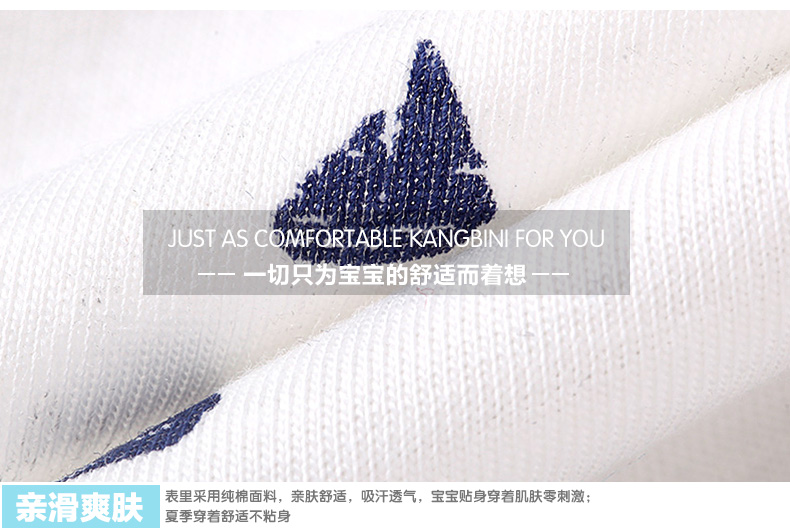 JUST AS COMFORTABLE KANGBINI FOR YOU
—— 一切只为宝宝的舒适而着想 ——
亲滑爽肤
表里采用纯棉面料，亲肤舒适，吸汗透气，宝宝贴身穿着肌肤零刺激；
夏季穿着舒适不粘身